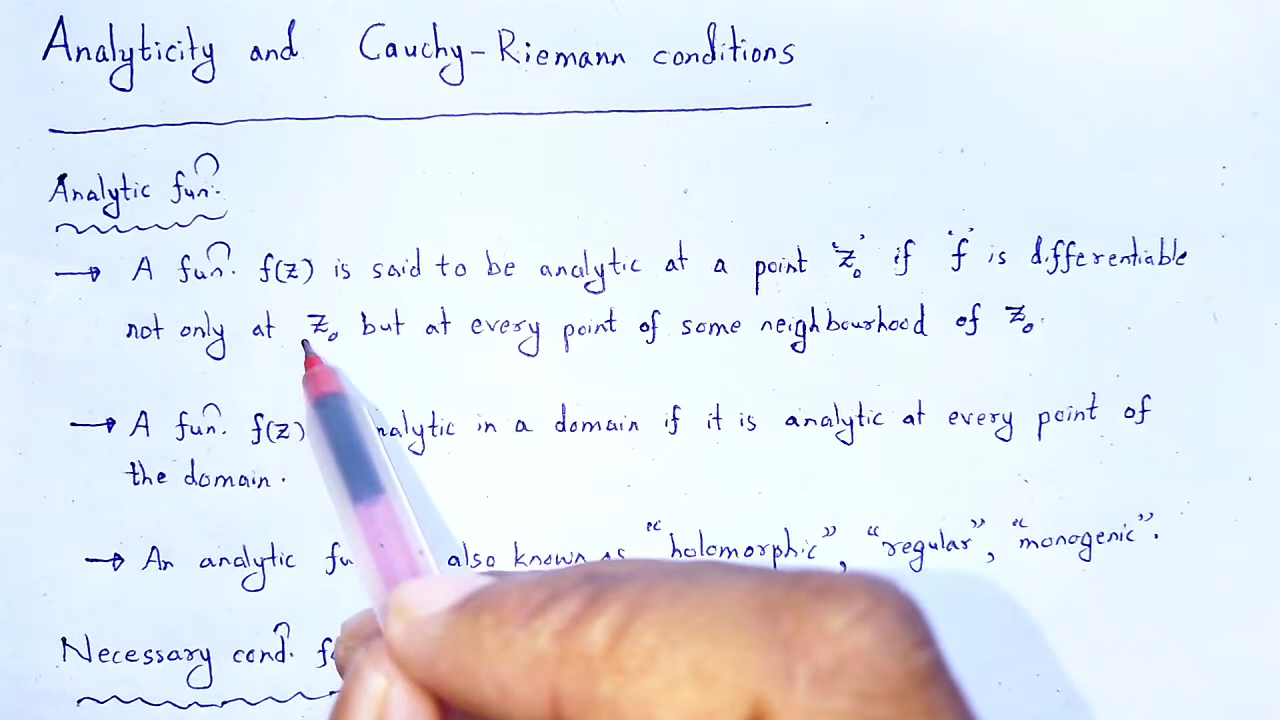 Analyticity and Cauchy-Riemann conditions
Analytic fun.
→ A fun. f(z) is said to be analytic at a point 'z₀' if 'f' is differentiable
not only at z₀ but at every point of some neighbourhood of z₀.
→ A fun. f(z) analytic in a domain if it is analytic at every point of
the domain.
→ An analytic also known as "holomorphic", "regular", "monogenic".
Necessary cond.